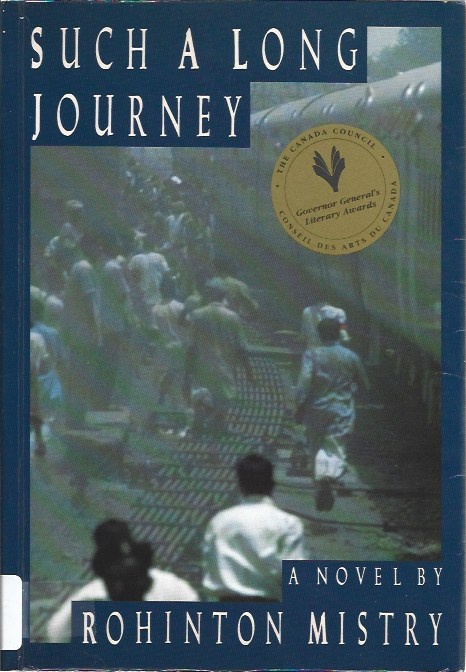 SUCH A LONG
JOURNEY
· THE CANADA COUNCIL ·
Governor General's
Literary Awards
CONSEIL DES ARTS DU CANADA
A NOVEL BY
ROHINTON MISTRY